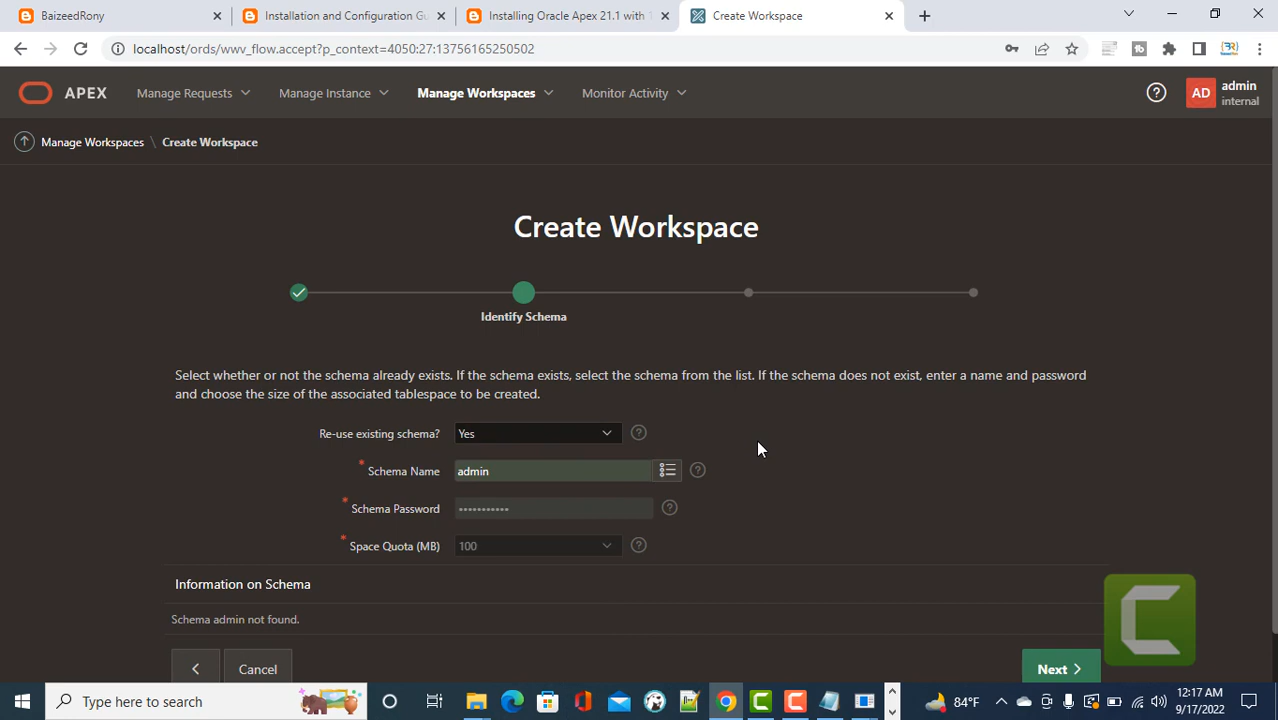 BaizeedRony
Installation and Configuration Gu
Installing Oracle Apex 21.1 with
Create Workspace
localhost/ords/wwv_flow.accept?p_context=4050:27:13756165250502
APEX
Manage Requests
Manage Instance
Manage Workspaces
Monitor Activity
AD
admin
internal
Manage Workspaces \ Create Workspace
Create Workspace
Identify Schema
Select whether or not the schema already exists. If the schema exists, select the schema from the list. If the schema does not exist, enter a name and password
and choose the size of the associated tablespace to be created.
Re-use existing schema? Yes
* Schema Name admin
* Schema Password •••••••••••
* Space Quota (MB) 100
Information on Schema
Schema admin not found.
Cancel
Next
Type here to search
84°F
12:17 AM
9/17/2022